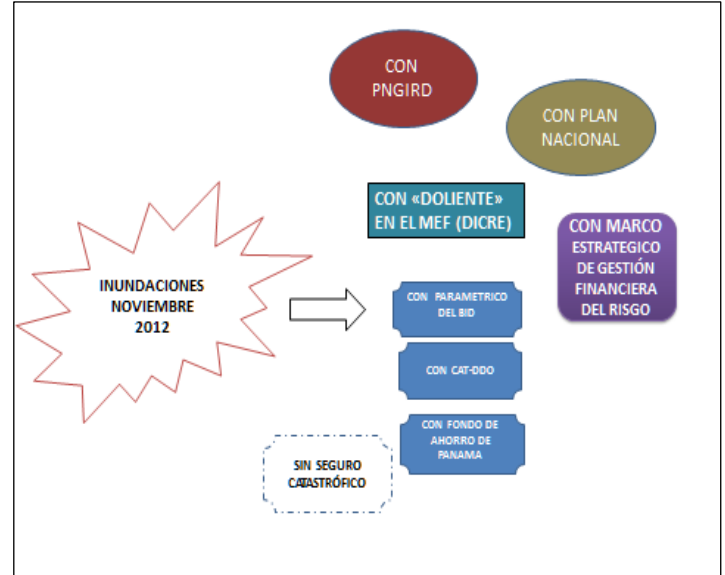 CON
PNGIRD
CON PLAN
NACIONAL
CON «DOLIENTE»
EN EL MEF (DICRE)
CON MARCO
ESTRATEGICO
DE GESTIÓN
FINANCIERA
DEL RISGO
INUNDACIONES
NOVIEMBRE
2012
CON PARAMETRICO
DEL BID
CON CAT-DDO
CON FONDO DE
AHORRO DE
PANAMA
SIN SEGURO
CATASTRÓFICO